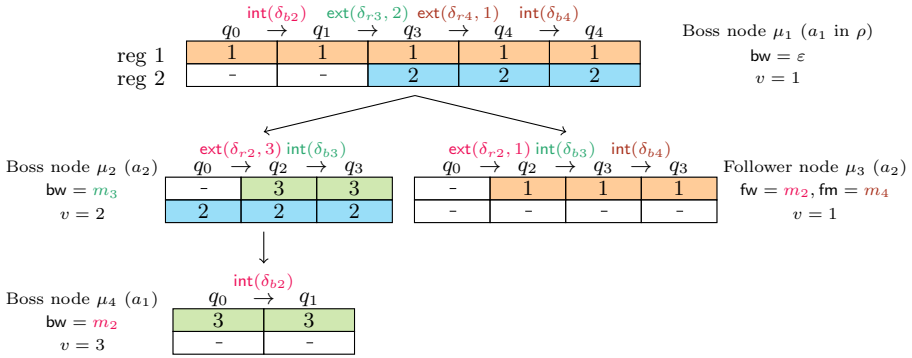 int(δb2) ext(δr3, 2) ext(δr4, 1) int(δb4)
q0 → q1 → q3 → q4 → q4
reg 1 1 1 1 1 1
reg 2 - - 2 2 2
Boss node μ1 (a1 in ρ)
bw = ε
v = 1
Boss node μ2 (a2)
bw = m3
v = 2
ext(δr2, 3) int(δb3)
q0 → q2 → q3
- 3 3
2 2 2
ext(δr2, 1) int(δb3) int(δb4)
q0 → q2 → q3 → q3
- 1 1 1
- - - -
Follower node μ3 (a2)
fw = m2, fm = m4
v = 1
Boss node μ4 (a1)
bw = m2
v = 3
int(δb2)
q0 → q1
3 3
- -